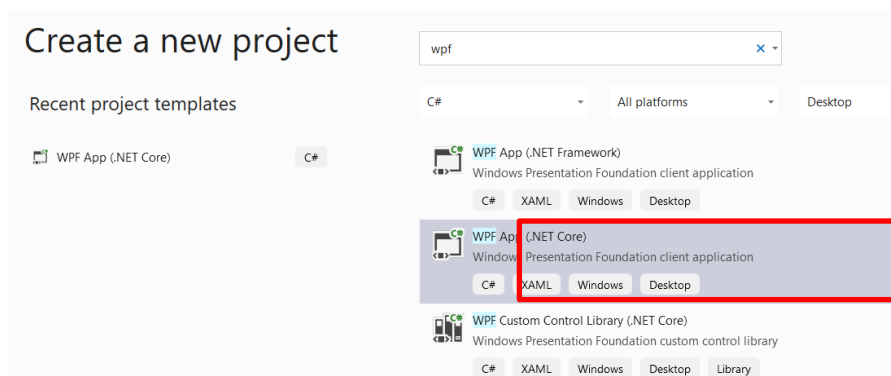 Create a new project
wpf
Recent project templates
C# All platforms Desktop
WPF App (.NET Core) C#
WPF App (.NET Framework)
Windows Presentation Foundation client application
C# XAML Windows Desktop
WPF App (.NET Core)
Windows Presentation Foundation client application
C# XAML Windows Desktop
WPF Custom Control Library (.NET Core)
Windows Presentation Foundation custom control library
C# XAML Windows Desktop Library